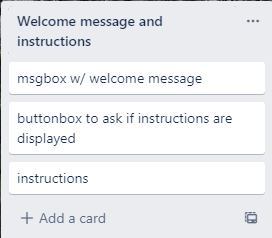 Welcome message and
instructions
msgbox w/ welcome message
buttonbox to ask if instructions are
displayed
instructions
+ Add a card